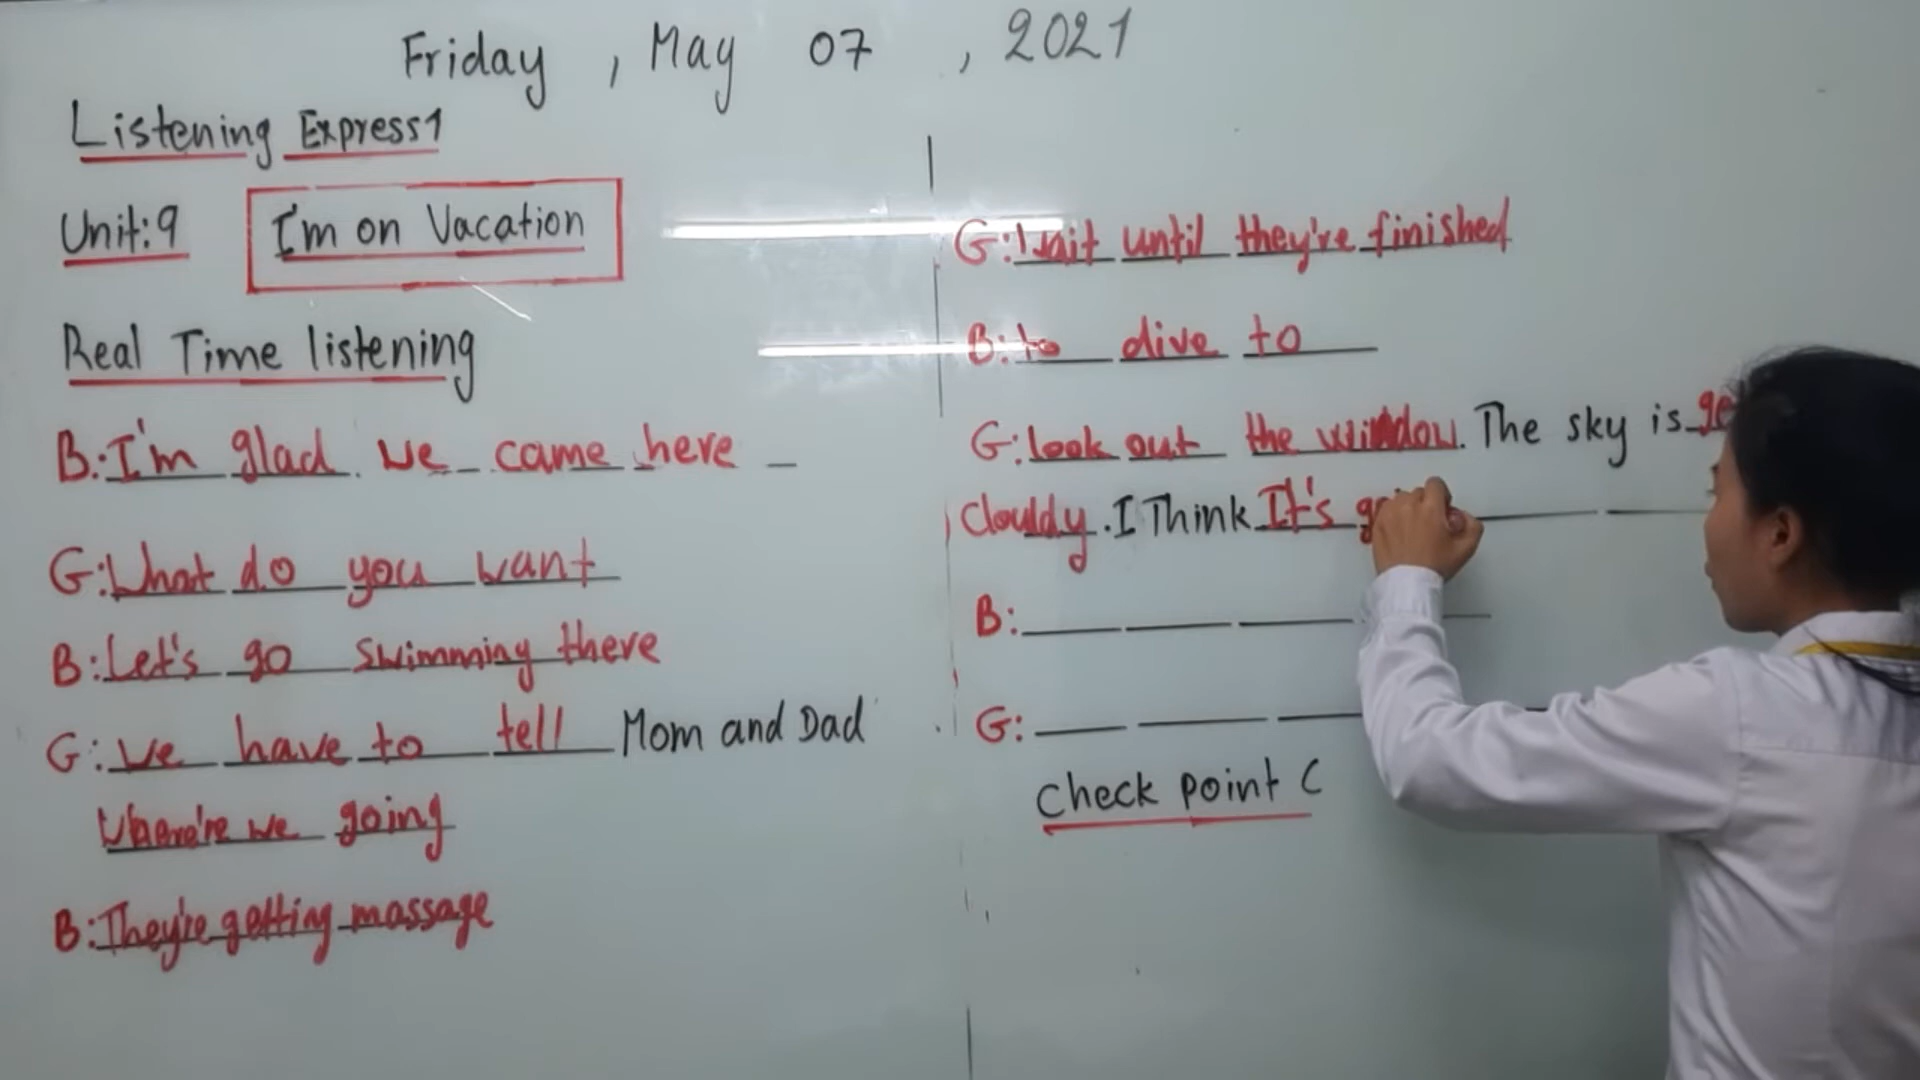 Friday , May 07 , 2021
Listening Express1
Unit:9 I'm on Vacation
Real Time listening
B: I'm glad we came here
G: What do you want
B: Let's go swimming there
G: we have to tell Mom and Dad
Where're we going
B: They're getting massage
G: Wait until they're finished
B: to dive to
G: look out the window. The sky is
Clouldy. I Think It's
B:
G:
Check point C